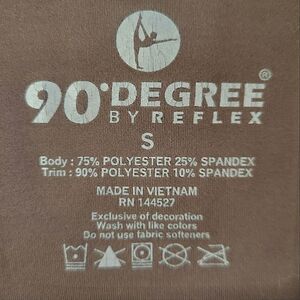 90°DEGREE®
BY REFLEX
S
Body : 75% POLYESTER 25% SPANDEX
Trim : 90% POLYESTER 10% SPANDEX
MADE IN VIETNAM
RN 144527
Exclusive of decoration
Wash with like colors
Do not use fabric softeners